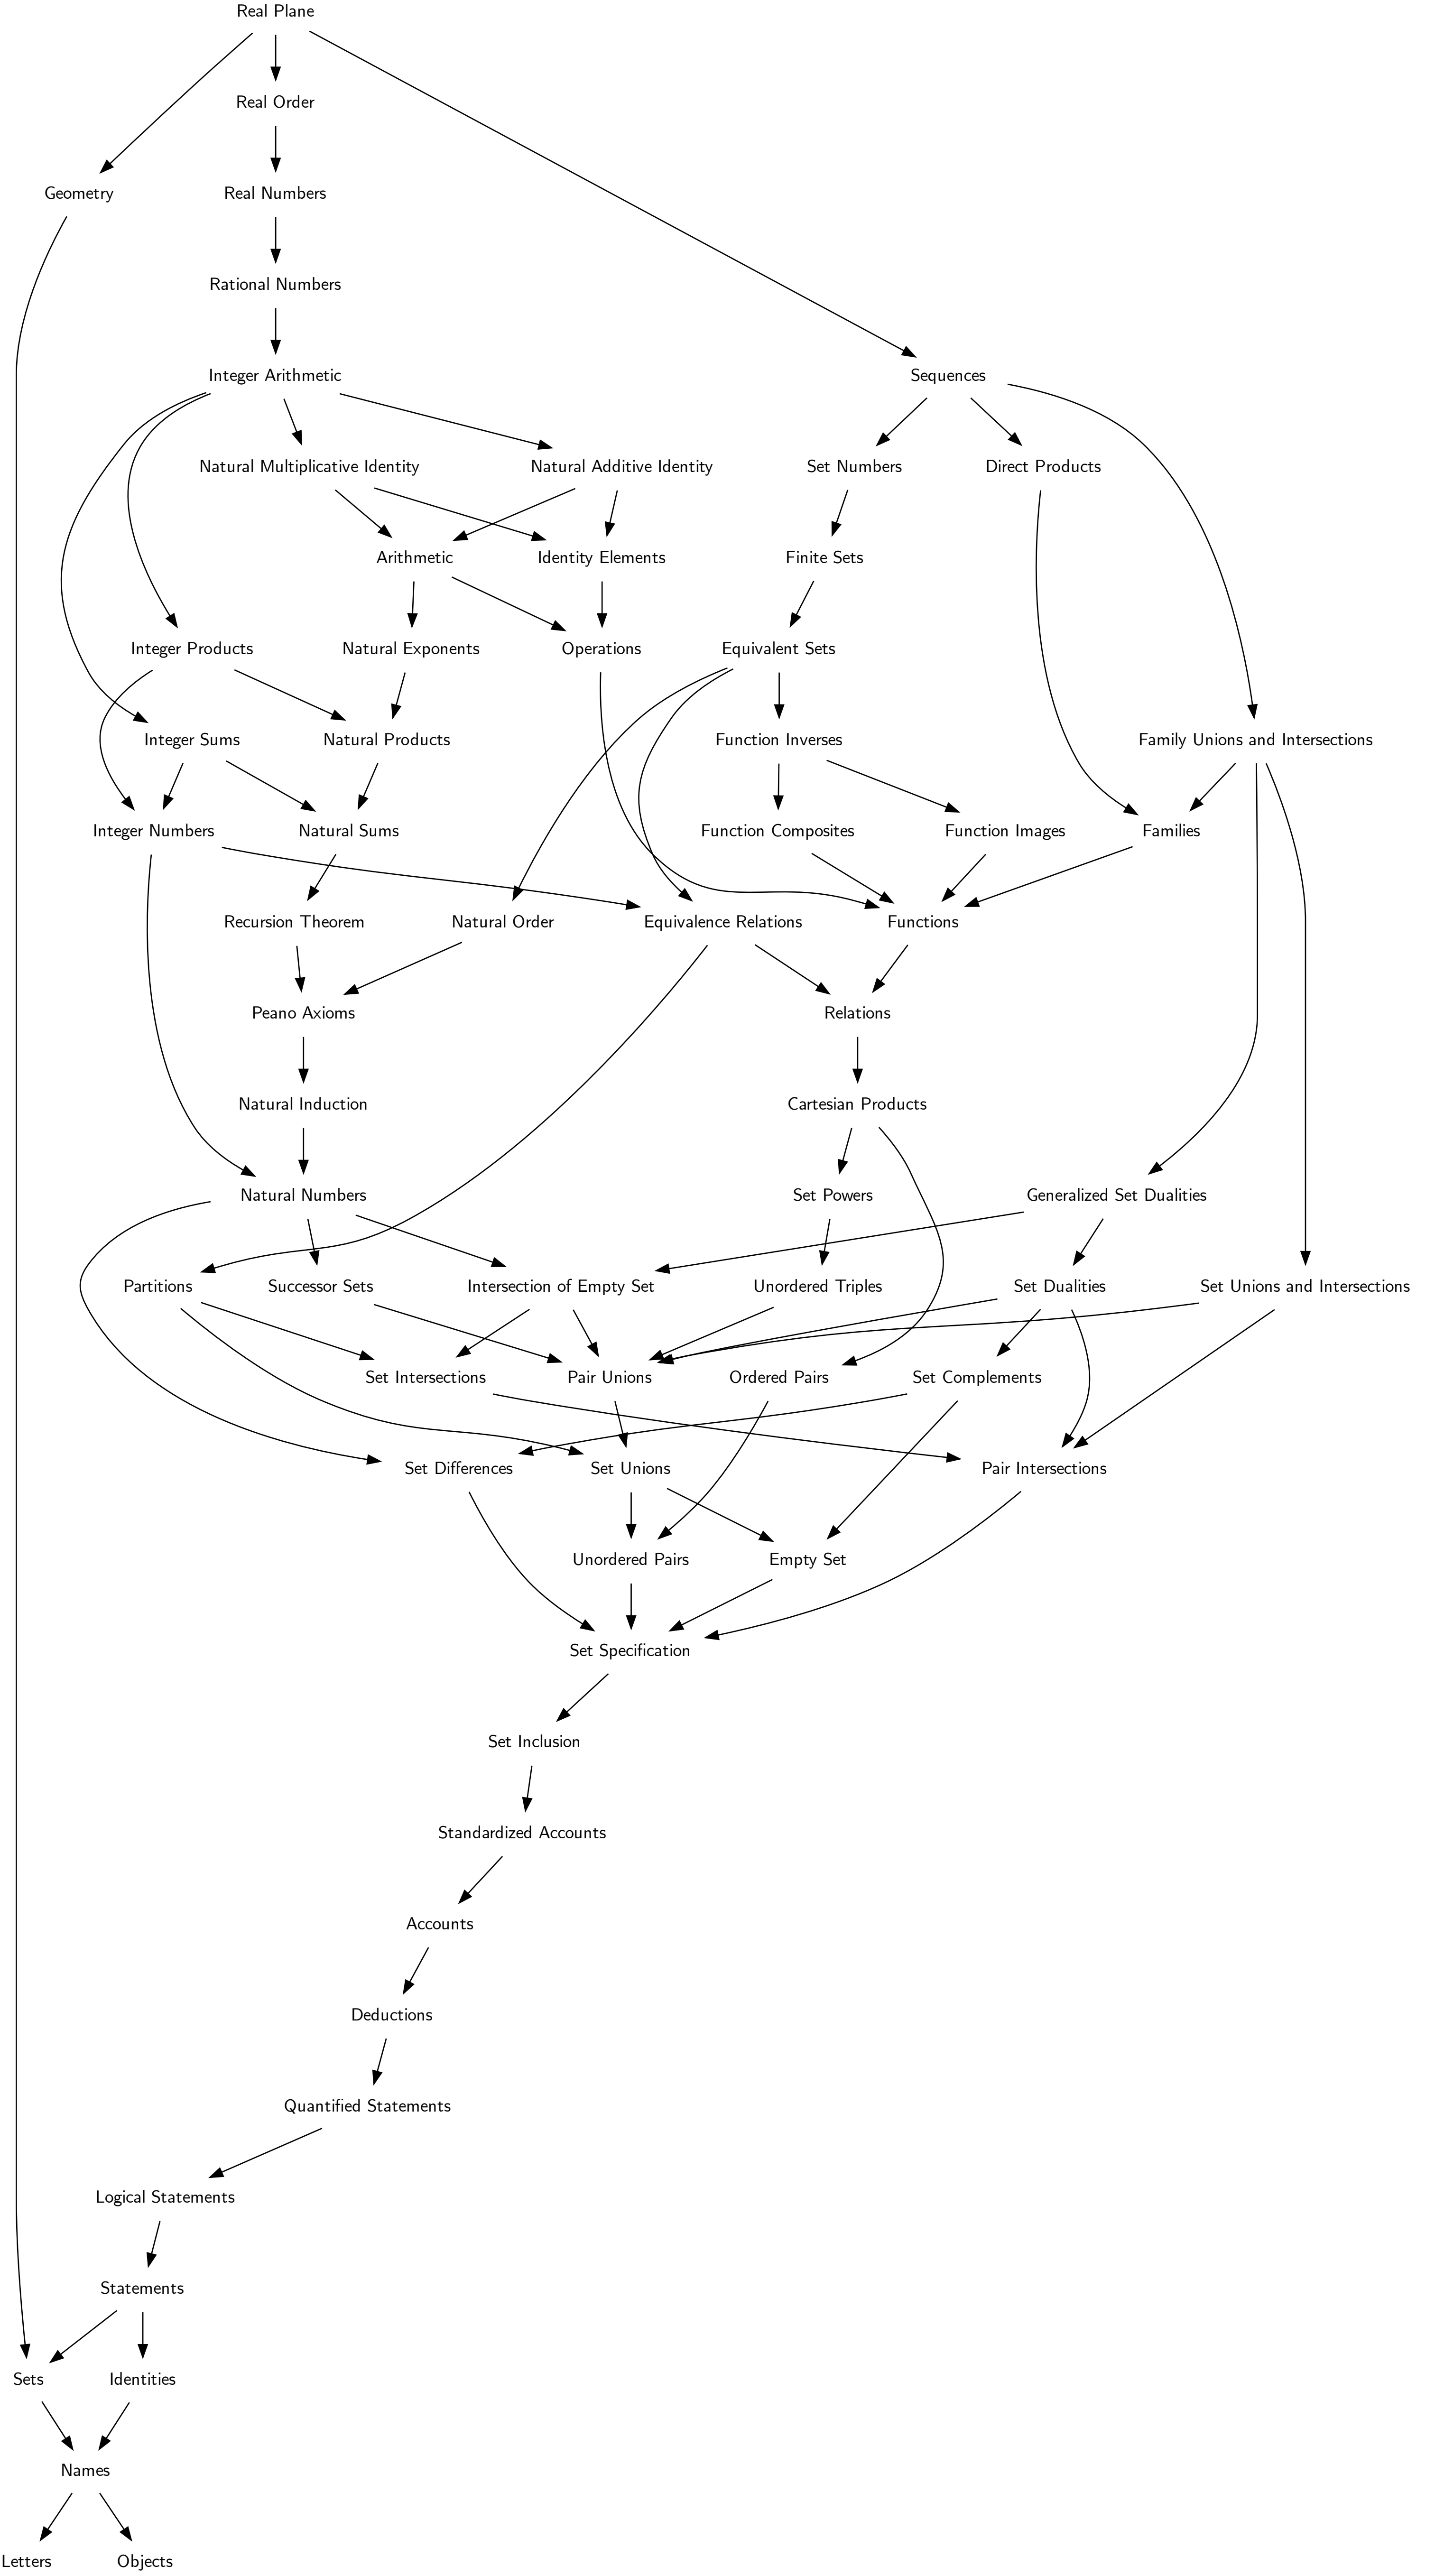 Real Plane
Real Order
Geometry
Real Numbers
Rational Numbers
Integer Arithmetic
Sequences
Natural Multiplicative Identity
Natural Additive Identity
Set Numbers
Direct Products
Arithmetic
Identity Elements
Finite Sets
Integer Products
Natural Exponents
Operations
Equivalent Sets
Integer Sums
Natural Products
Function Inverses
Family Unions and Intersections
Integer Numbers
Natural Sums
Function Composites
Function Images
Families
Recursion Theorem
Natural Order
Equivalence Relations
Functions
Peano Axioms
Relations
Natural Induction
Cartesian Products
Natural Numbers
Set Powers
Generalized Set Dualities
Partitions
Successor Sets
Intersection of Empty Set
Unordered Triples
Set Dualities
Set Unions and Intersections
Set Intersections
Pair Unions
Ordered Pairs
Set Complements
Set Differences
Set Unions
Pair Intersections
Unordered Pairs
Empty Set
Set Specification
Set Inclusion
Standardized Accounts
Accounts
Deductions
Quantified Statements
Logical Statements
Statements
Sets
Identities
Names
Letters
Objects